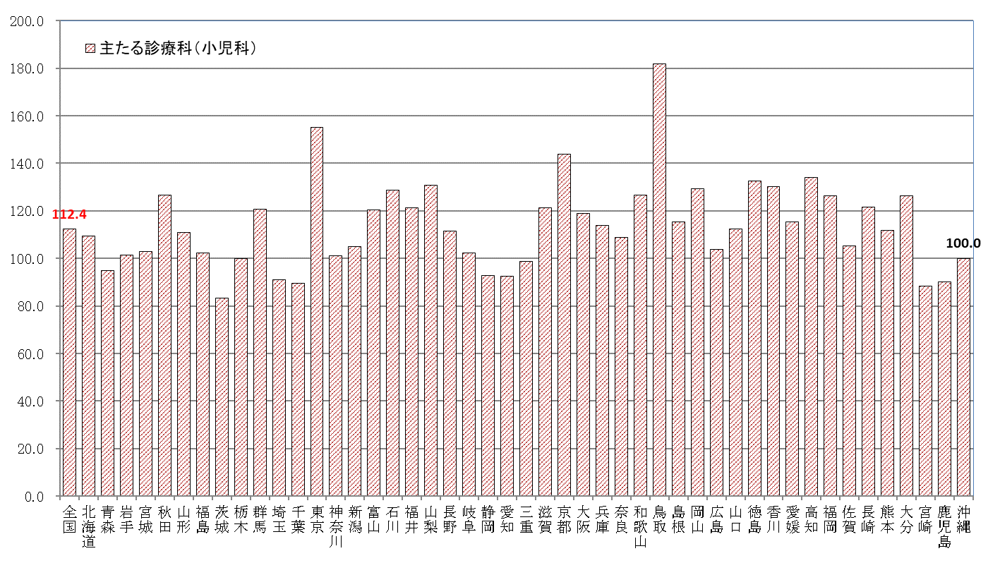 200.0
主たる診療科（小児科）
180.0
160.0
140.0
120.0
112.4
100.0
100.0
80.0
60.0
40.0
20.0
0.0
全国
北海道
青森
岩手
宮城
秋田
山形
福島
茨城
栃木
群馬
埼玉
千葉
東京
神奈川
新潟
富山
石川
福井
山梨
長野
岐阜
静岡
愛知
三重
滋賀
京都
大阪
兵庫
奈良
和歌山
鳥取
島根
岡山
広島
山口
徳島
香川
愛媛
高知
福岡
佐賀
長崎
熊本
大分
宮崎
鹿児島
沖縄